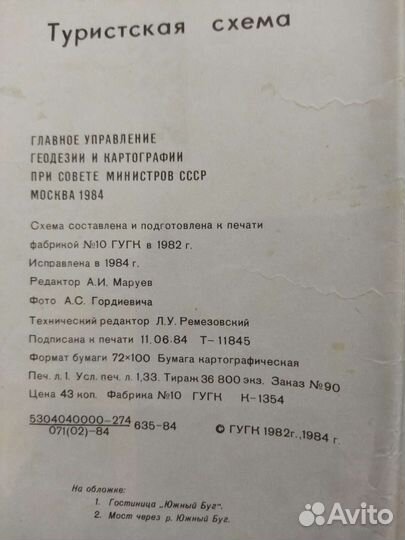 Туристская схема
ГЛАВНОЕ УПРАВЛЕНИЕ
ГЕОДЕЗИИ И КАРТОГРАФИИ
ПРИ СОВЕТЕ МИНИСТРОВ СССР
МОСКВА 1984
Схема составлена и подготовлена к печати
фабрикой №10 ГУГК в 1982 г.
Исправлена в 1984 г.
Редактор А.И. Маруев
Фото А.С. Гордиевича
Технический редактор Л.У. Ремезовский
Подписана к печати 11.06.84 Т-11845
Формат бумаги 72×100 Бумага картографическая
Печ. л. 1. Усл. печ. л. 1,33. Тираж 36 800 экз. Заказ №90
Цена 43 коп. Фабрика №10 ГУГК К-1354
5304040000-274
071(02)-84 635-84 © ГУГК 1982г.,1984 г.
На обложке:
1. Гостиница „Южный Буг".
2. Мост через р. Южный Буг.
Avito